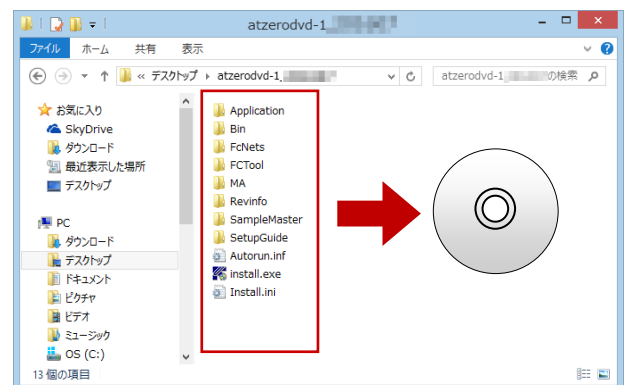 atzerodvd-1
ファイル ホーム 共有 表示
« デスクトップ ▸ atzerodvd-1. atzerodvd-1 の検索
お気に入り
SkyDrive
ダウンロード
最近表示した場所
デスクトップ
PC
ダウンロード
デスクトップ
ドキュメント
ピクチャ
ビデオ
ミュージック
OS (C:)
Application
Bin
FcNets
FCTool
MA
Revinfo
SampleMaster
SetupGuide
Autorun.inf
install.exe
Install.ini
13 個の項目